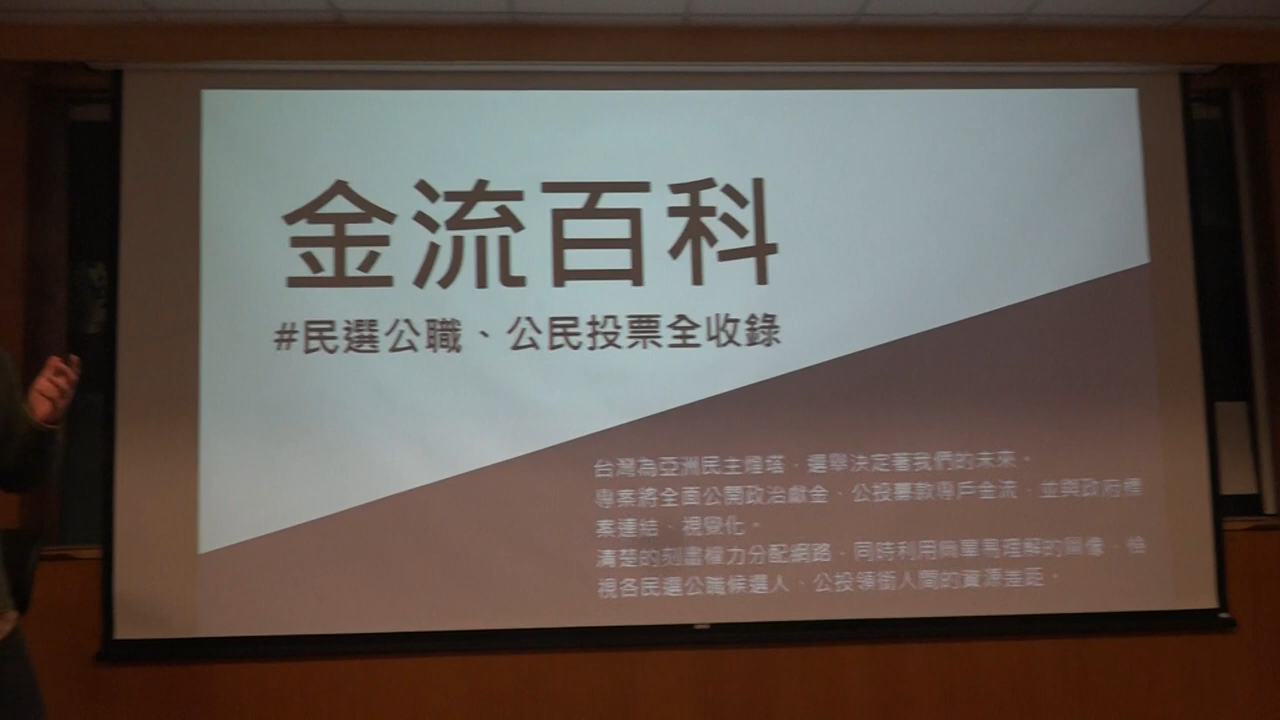 金流百科
#民選公職、公民投票全收錄
台灣為亞洲民主燈塔，選舉決定著我們的未來。
專案將全面公開政治獻金、公投募款專戶金流，並與政府標
案連結、視覺化。
清楚的刻畫權力分配網路，同時利用簡單易理解的圖像，檢
視各民選公職候選人、公投領銜人間的資源差距。